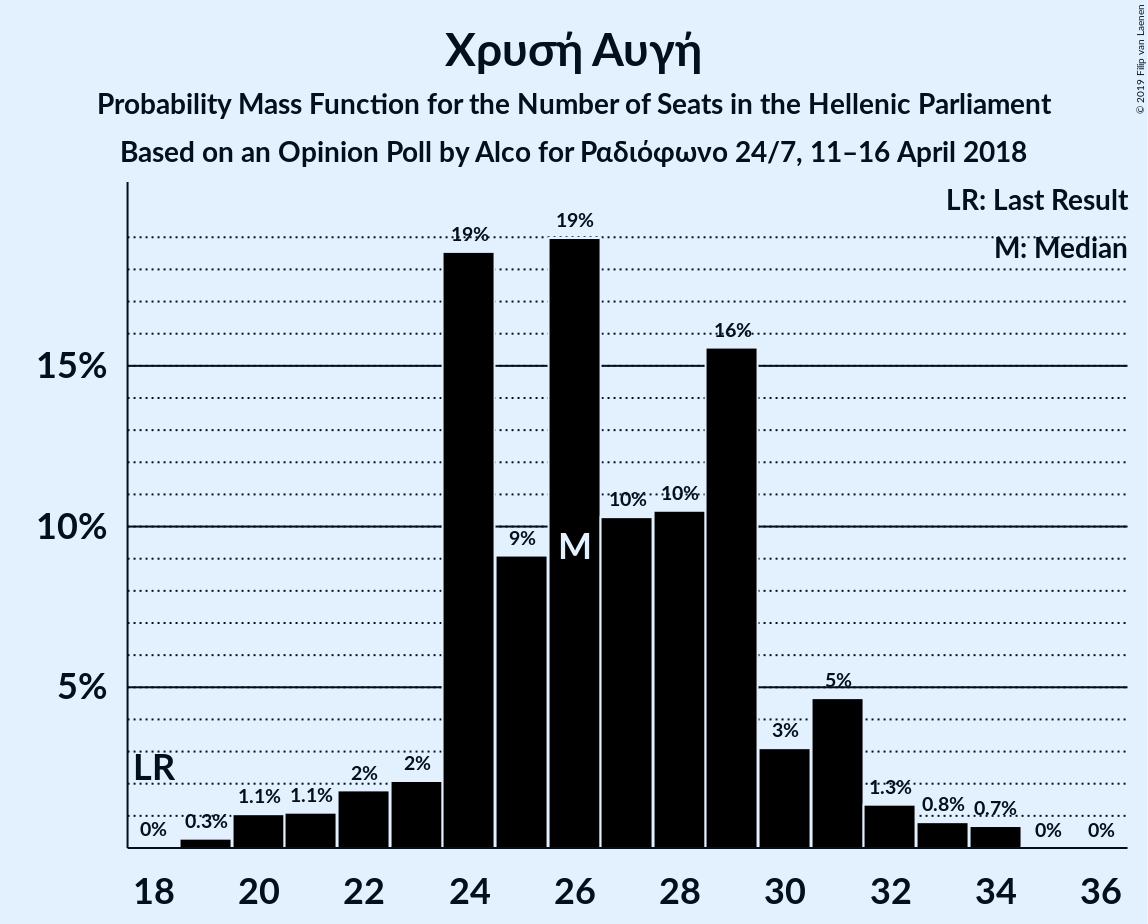 Χρυσή Αυγή
Probability Mass Function for the Number of Seats in the Hellenic Parliament
Based on an Opinion Poll by Alco for Ραδιόφωνο 24/7, 11–16 April 2018
© 2019 Filip van Laenen
LR: Last Result
M: Median
15%
10%
5%
LR
M
0% 0.3% 1.1% 1.1% 2% 2% 19% 9% 19% 10% 10% 16% 3% 5% 1.3% 0.8% 0.7% 0% 0%
18 20 22 24 26 28 30 32 34 36